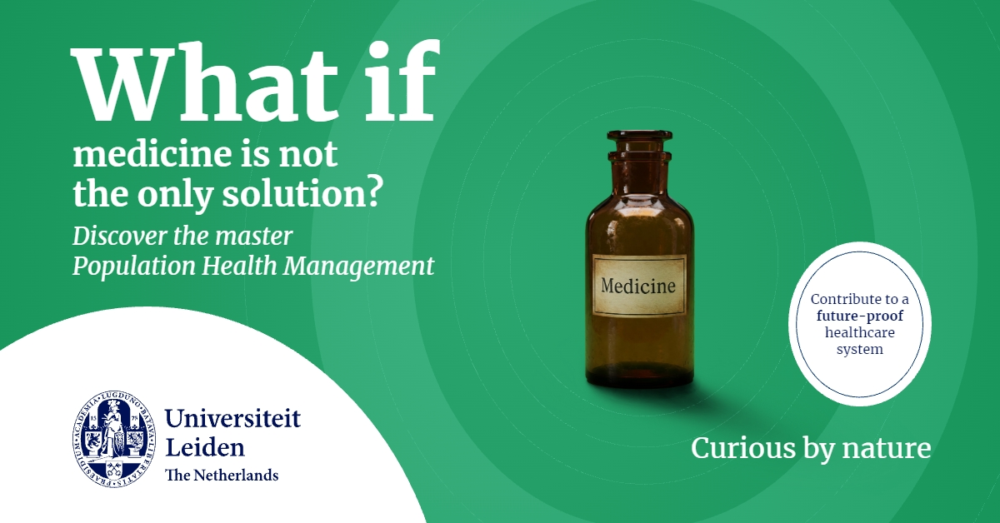 What if
medicine is not
the only solution?
Discover the master
Population Health Management
Medicine
Contribute to a
future-proof
healthcare
system
ACADEMIA · LUGDUNO · BATAVA · LIBERTATIS · PRAESIDIUM
15 75
Universiteit
Leiden
The Netherlands
Curious by nature